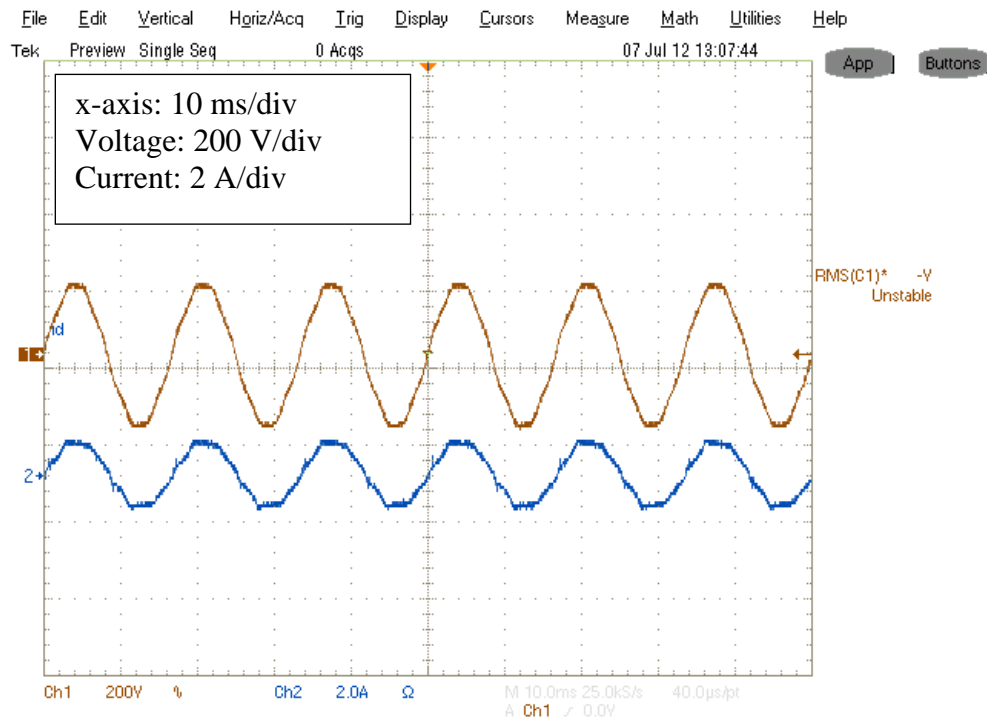 File Edit Vertical Horiz/Acq Trig Display Cursors Measure Math Utilities Help
Tek Preview Single Seq 0 Acqs 07 Jul 12 13:07:44
App Buttons
x-axis: 10 ms/div
Voltage: 200 V/div
Current: 2 A/div
RMS(C1)* -V
Unstable
id
1
2
Ch1 200V Ch2 2.0A Ω M 10.0ms 25.0kS/s 40.0µs/pt
A Ch1 / 0.0V